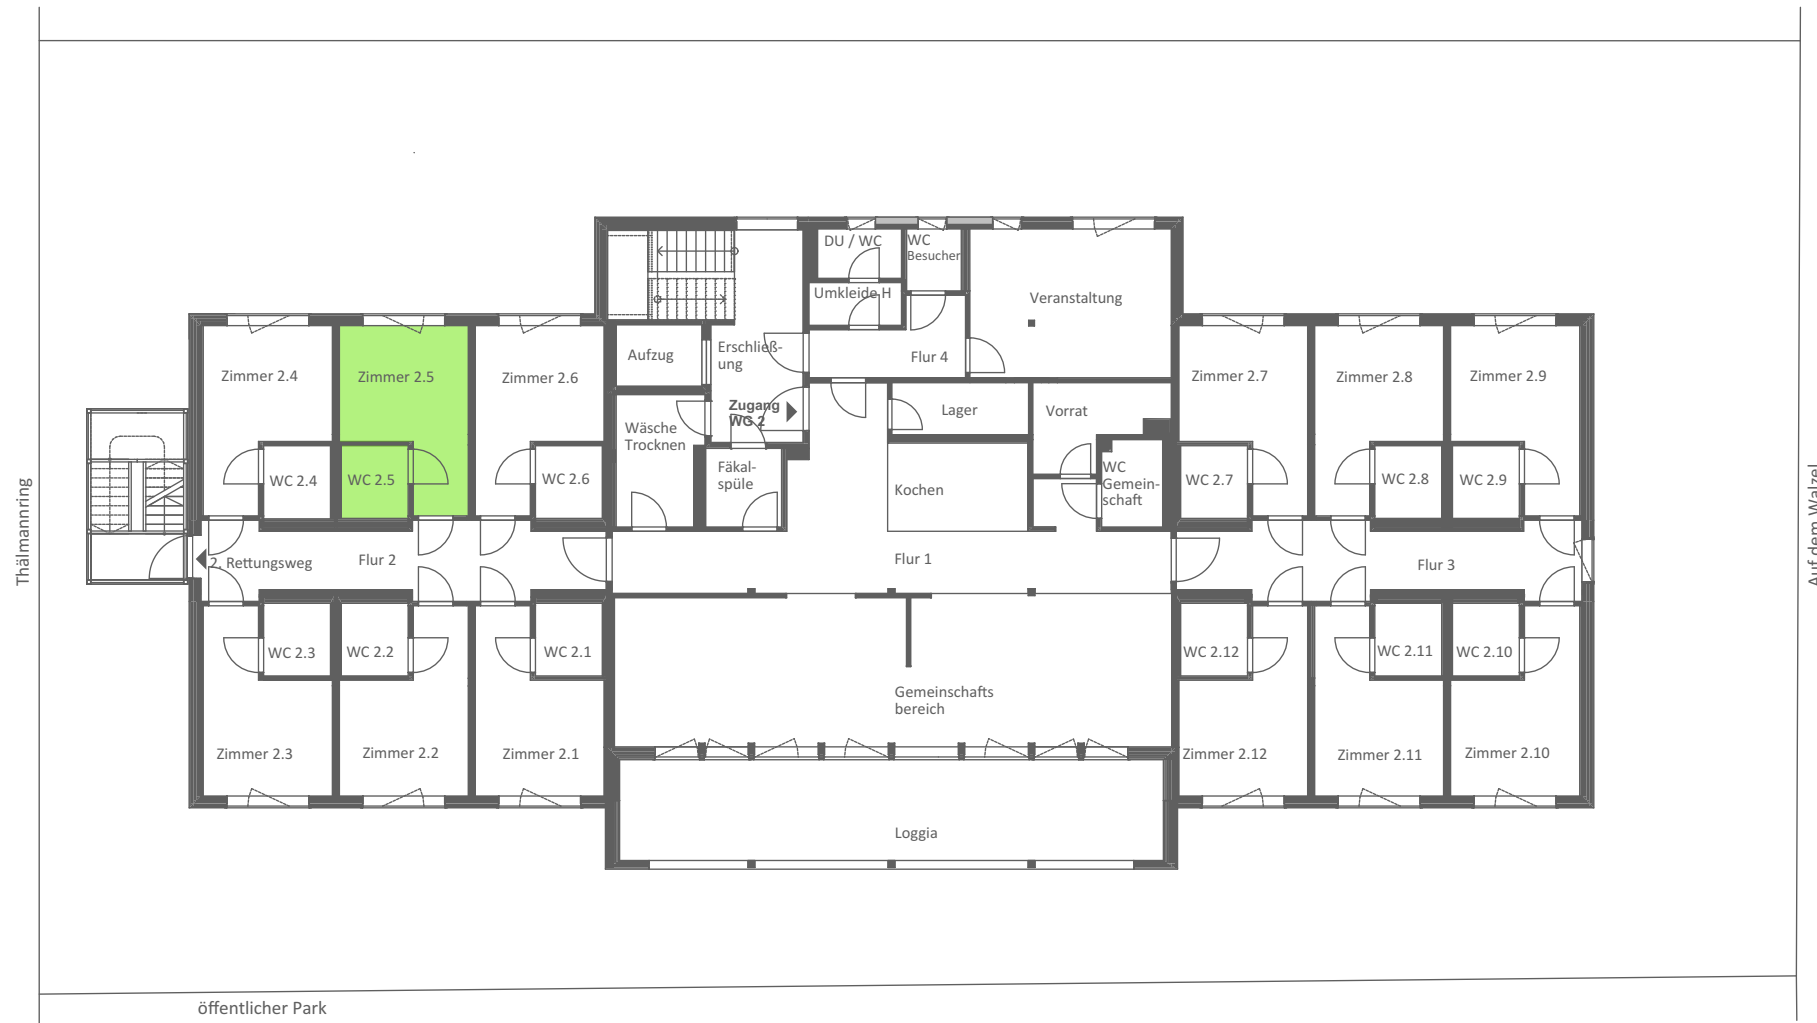 DU / WC
WC
Besucher
Umkleide H
Veranstaltung
Aufzug
Erschließ-
ung
Flur 4
Zimmer 2.4
Zimmer 2.5
Zimmer 2.6
Zimmer 2.7
Zimmer 2.8
Zimmer 2.9
Zugang
WG 2
Lager
Vorrat
Wäsche
Trocknen
Fäkal-
spüle
Kochen
WC
Gemein-
schaft
WC 2.4
WC 2.5
WC 2.6
WC 2.7
WC 2.8
WC 2.9
Thälmannring
Auf dem Walzel
2. Rettungsweg
Flur 2
Flur 1
Flur 3
WC 2.3
WC 2.2
WC 2.1
WC 2.12
WC 2.11
WC 2.10
Gemeinschafts
bereich
Zimmer 2.3
Zimmer 2.2
Zimmer 2.1
Zimmer 2.12
Zimmer 2.11
Zimmer 2.10
Loggia
öffentlicher Park